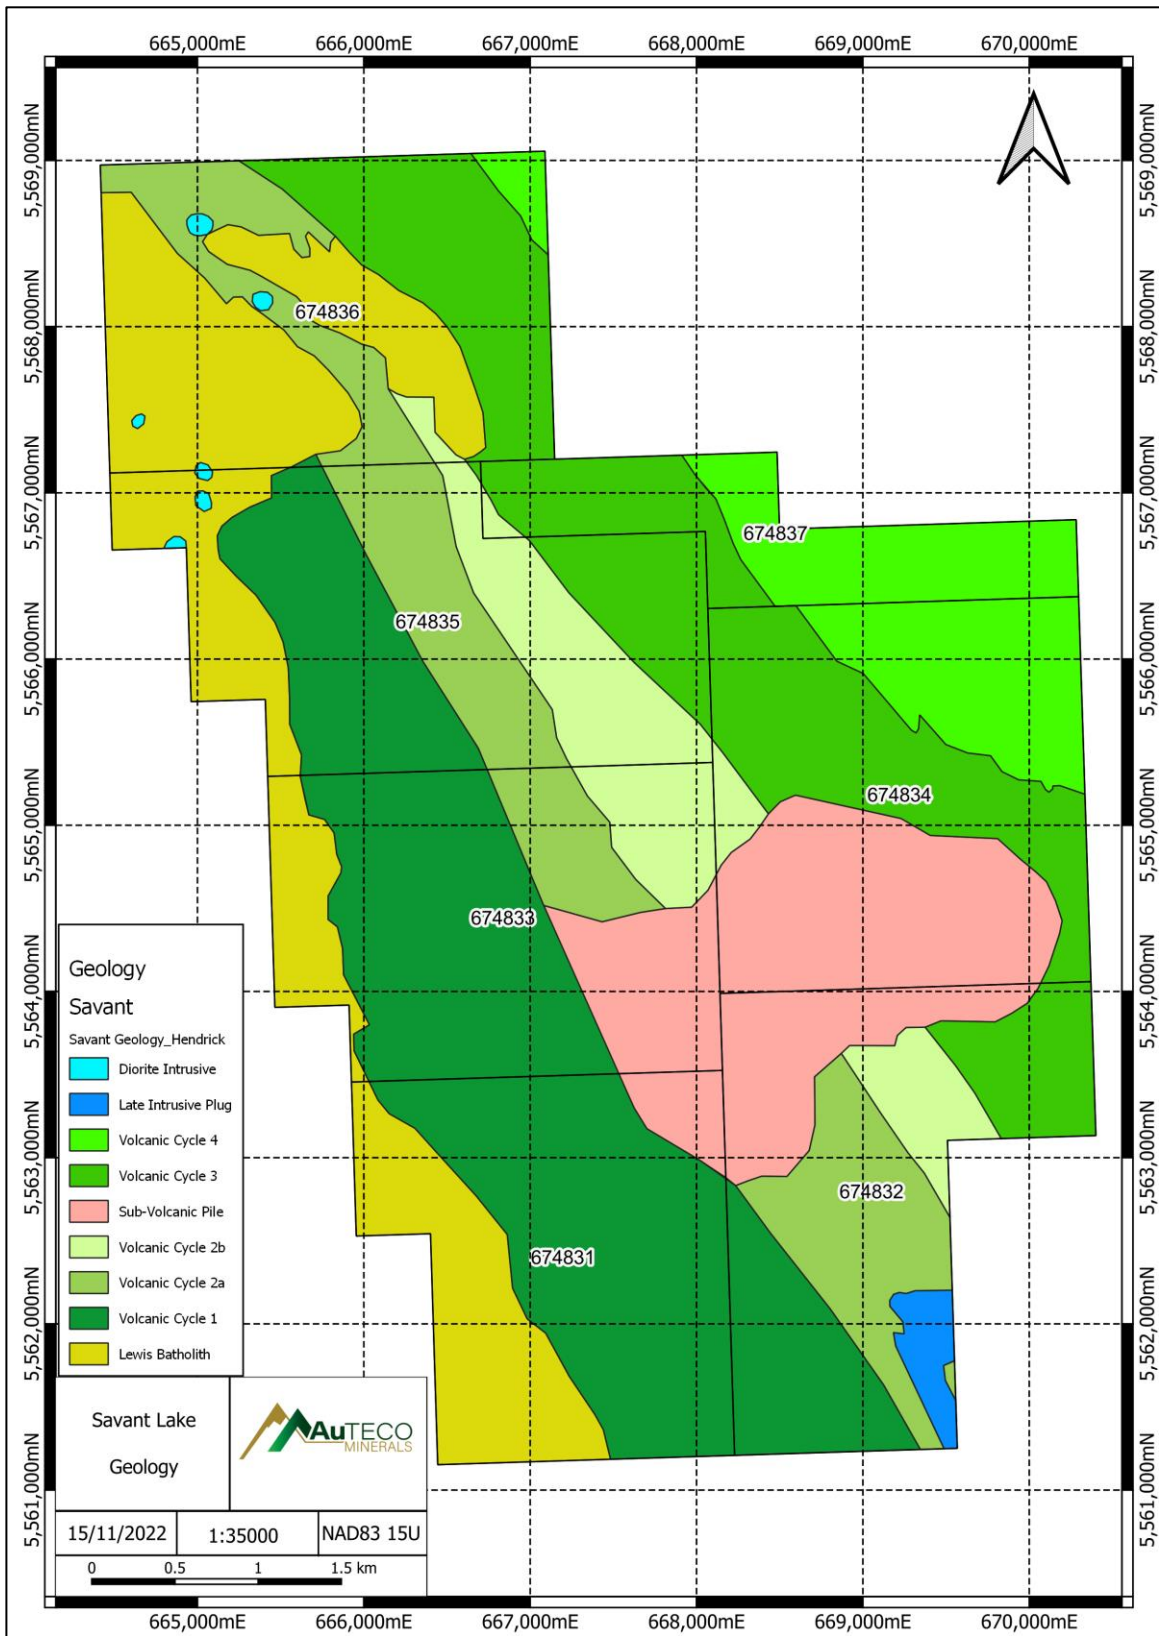 665,000mE 666,000mE 667,000mE 668,000mE 669,000mE 670,000mE
5,569,000mN 5,569,000mN
5,568,000mN 5,568,000mN
5,567,000mN 5,567,000mN
5,566,000mN 5,566,000mN
5,565,000mN 5,565,000mN
5,564,000mN 5,564,000mN
5,563,000mN 5,563,000mN
5,562,000mN 5,562,000mN
5,561,000mN 5,561,000mN
674836
674837
674835
674834
674833
674832
674831
Geology
Savant
Savant Geology_Hendrick
Diorite Intrusive
Late Intrusive Plug
Volcanic Cycle 4
Volcanic Cycle 3
Sub-Volcanic Pile
Volcanic Cycle 2b
Volcanic Cycle 2a
Volcanic Cycle 1
Lewis Batholith
Savant Lake
Geology
AuTECO
MINERALS
15/11/2022 1:35000 NAD83 15U
0 0.5 1 1.5 km
665,000mE 666,000mE 667,000mE 668,000mE 669,000mE 670,000mE